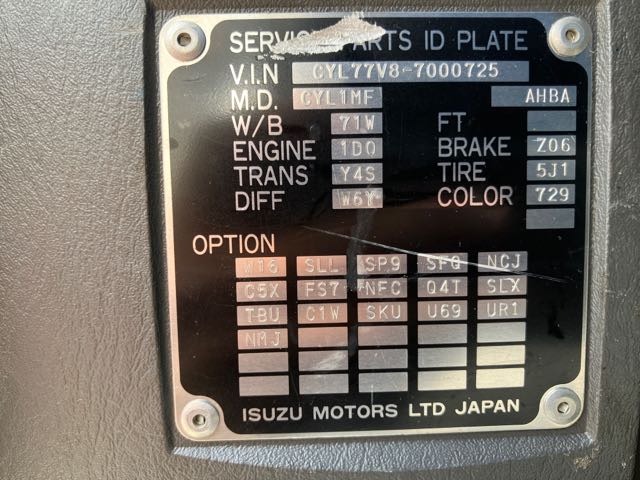 SERVICE PARTS ID PLATE
V.I.N CYL77V8-7000725
M.D. CYL1MF AHBA
W/B 71W FT
ENGINE 1DQ BRAKE Z06
TRANS Y4S TIRE 5J1
DIFF W6Y COLOR 729
OPTION
W16 SLL SP9 SFQ NCJ
C5X FS7 NFC Q4T SLX
TBU C1W SKU U69 UR1
NMJ
ISUZU MOTORS LTD JAPAN